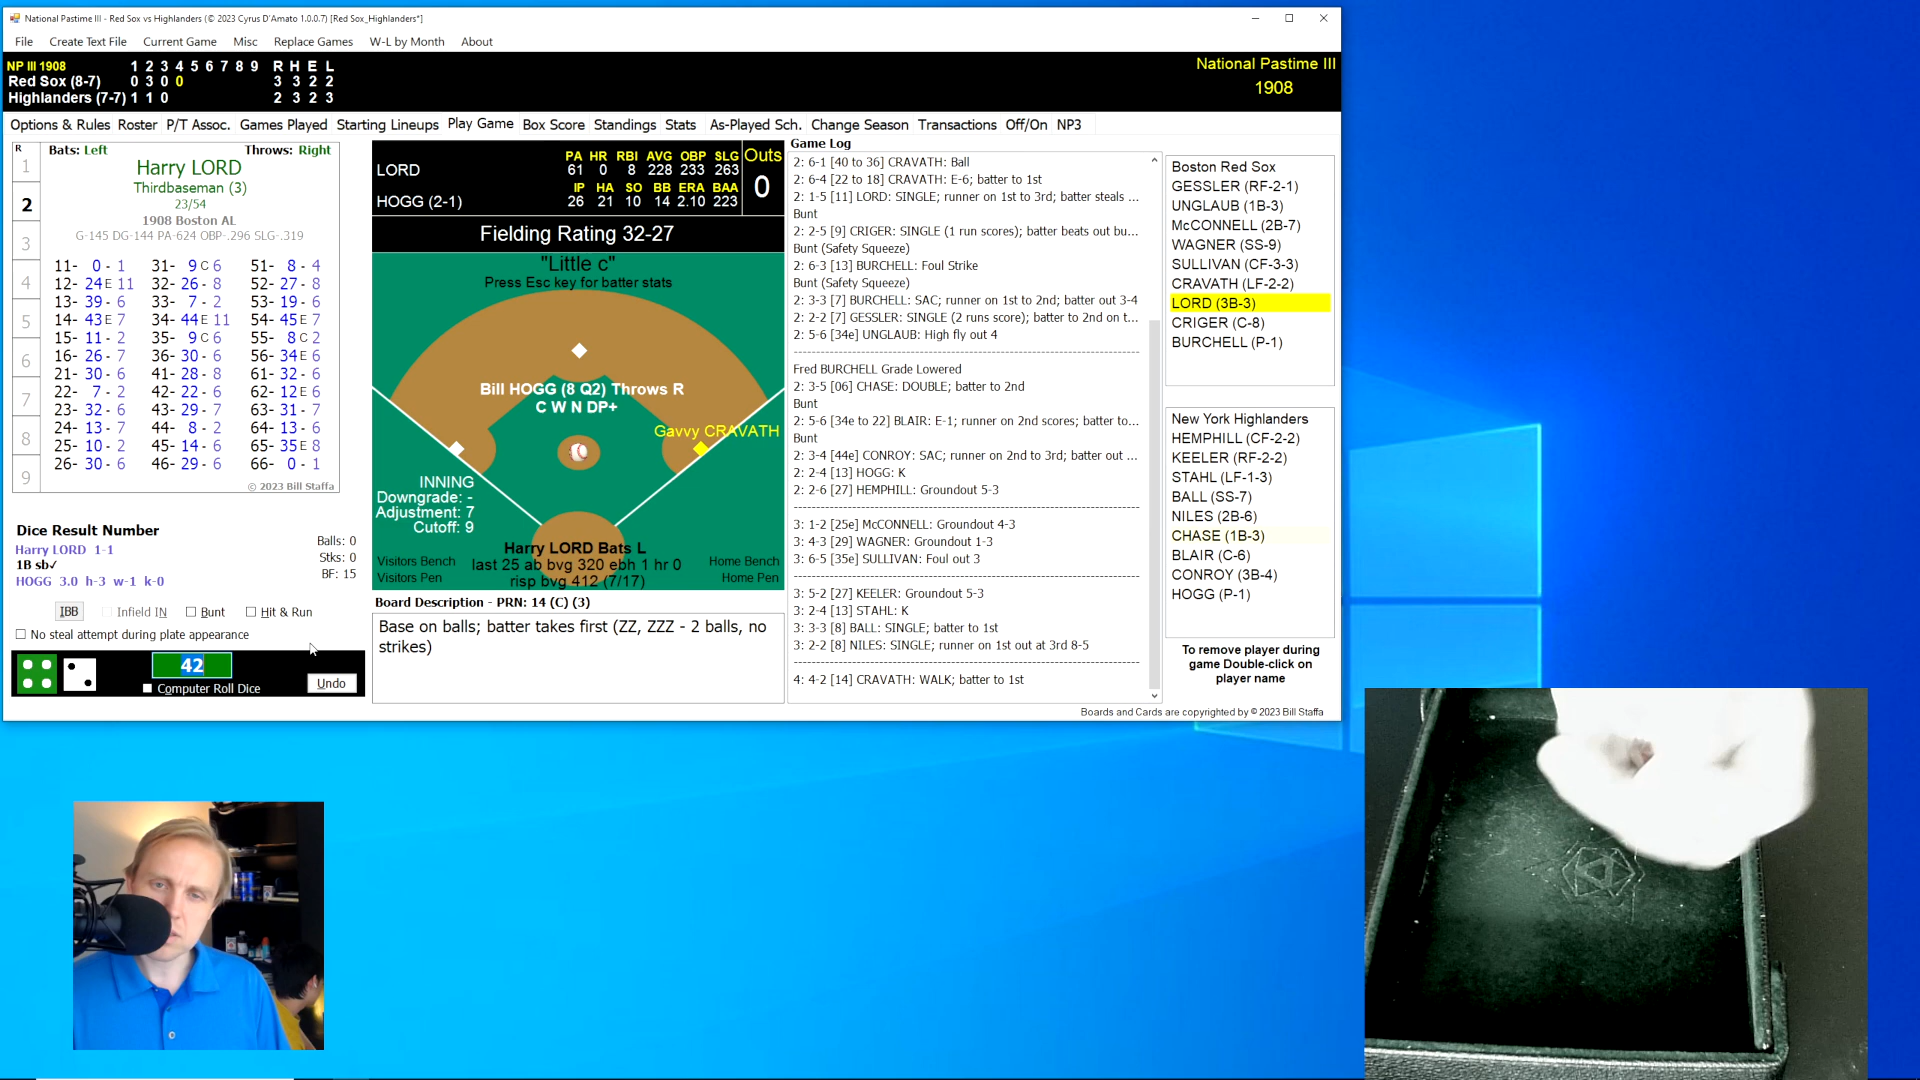 National Pastime III - Red Sox vs Highlanders (© 2023 Cyrus D'Amato 1.0.0.7) [Red Sox_Highlanders*]
File Create Text File Current Game Misc Replace Games W-L by Month About
NP III 1908 1 2 3 4 5 6 7 8 9 R H E L
Red Sox (8-7) 0 3 0 0 3 3 2 2
Highlanders (7-7) 1 1 0 2 3 2 3
National Pastime III
1908
Options & Rules Roster P/T Assoc. Games Played Starting Lineups Play Game Box Score Standings Stats As-Played Sch. Change Season Transactions Off/On NP3
R
1
2
3
4
5
6
7
8
9
Bats: Left Throws: Right
Harry LORD
Thirdbaseman (3)
23/54
1908 Boston AL
G-145 DG-144 PA-624 OBP-.296 SLG-.319
11- 0 - 1 31- 9 C 6 51- 8 - 4
12- 24 E 11 32- 26 - 8 52- 27 - 8
13- 39 - 6 33- 7 - 2 53- 19 - 6
14- 43 E 7 34- 44 E 11 54- 45 E 7
15- 11 - 2 35- 9 C 6 55- 8 C 2
16- 26 - 7 36- 30 - 6 56- 34 E 6
21- 30 - 6 41- 28 - 8 61- 32 - 6
22- 7 - 2 42- 22 - 6 62- 12 E 6
23- 32 - 6 43- 29 - 7 63- 31 - 7
24- 13 - 7 44- 8 - 2 64- 13 - 6
25- 10 - 2 45- 14 - 6 65- 35 E 8
26- 30 - 6 46- 29 - 6 66- 0 - 1
© 2023 Bill Staffa
Dice Result Number
Harry LORD 1-1
1B sb✓
HOGG 3.0 h-3 w-1 k-0
Balls: 0
Stks: 0
BF: 15
IBB Infield IN Bunt Hit & Run
No steal attempt during plate appearance
42
Computer Roll Dice
Undo
PA HR RBI AVG OBP SLG
LORD 61 0 8 228 233 263
IP HA SO BB ERA BAA
HOGG (2-1) 26 21 10 14 2.10 223
Outs
0
Fielding Rating 32-27
"Little c"
Press Esc key for batter stats
Bill HOGG (8 Q2) Throws R
C W N DP+
Gavvy CRAVATH
INNING
Downgrade: -
Adjustment: 7
Cutoff: 9
Harry LORD Bats L
last 25 ab bvg 320 ebh 1 hr 0
risp bvg 412 (7/17)
Visitors Bench
Visitors Pen
Home Bench
Home Pen
Board Description - PRN: 14 (C) (3)
Base on balls; batter takes first (ZZ, ZZZ - 2 balls, no
strikes)
Game Log
2: 6-1 [40 to 36] CRAVATH: Ball
2: 6-4 [22 to 18] CRAVATH: E-6; batter to 1st
2: 1-5 [11] LORD: SINGLE; runner on 1st to 3rd; batter steals ...
Bunt
2: 2-5 [9] CRIGER: SINGLE (1 run scores); batter beats out bu...
Bunt (Safety Squeeze)
2: 6-3 [13] BURCHELL: Foul Strike
Bunt (Safety Squeeze)
2: 3-3 [7] BURCHELL: SAC; runner on 1st to 2nd; batter out 3-4
2: 2-2 [7] GESSLER: SINGLE (2 runs score); batter to 2nd on t...
2: 5-6 [34e] UNGLAUB: High fly out 4
Fred BURCHELL Grade Lowered
2: 3-5 [06] CHASE: DOUBLE; batter to 2nd
Bunt
2: 5-6 [34e to 22] BLAIR: E-1; runner on 2nd scores; batter to...
Bunt
2: 3-4 [44e] CONROY: SAC; runner on 2nd to 3rd; batter out ...
2: 2-4 [13] HOGG: K
2: 2-6 [27] HEMPHILL: Groundout 5-3
3: 1-2 [25e] McCONNELL: Groundout 4-3
3: 4-3 [29] WAGNER: Groundout 1-3
3: 6-5 [35e] SULLIVAN: Foul out 3
3: 5-2 [27] KEELER: Groundout 5-3
3: 2-4 [13] STAHL: K
3: 3-3 [8] BALL: SINGLE; batter to 1st
3: 2-2 [8] NILES: SINGLE; runner on 1st out at 3rd 8-5
4: 4-2 [14] CRAVATH: WALK; batter to 1st
Boston Red Sox
GESSLER (RF-2-1)
UNGLAUB (1B-3)
McCONNELL (2B-7)
WAGNER (SS-9)
SULLIVAN (CF-3-3)
CRAVATH (LF-2-2)
LORD (3B-3)
CRIGER (C-8)
BURCHELL (P-1)
New York Highlanders
HEMPHILL (CF-2-2)
KEELER (RF-2-2)
STAHL (LF-1-3)
BALL (SS-7)
NILES (2B-6)
CHASE (1B-3)
BLAIR (C-6)
CONROY (3B-4)
HOGG (P-1)
To remove player during
game Double-click on
player name
Boards and Cards are copyrighted by © 2023 Bill Staffa